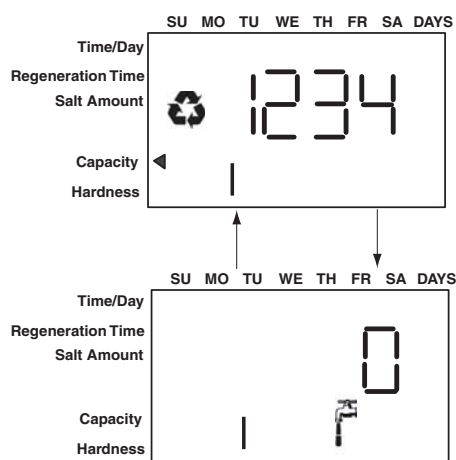 SU MO TU WE TH FR SA DAYS
Time/Day
Regeneration Time
Salt Amount
1234
Capacity
Hardness
1
SU MO TU WE TH FR SA DAYS
Time/Day
Regeneration Time
Salt Amount
0
Capacity
Hardness
1